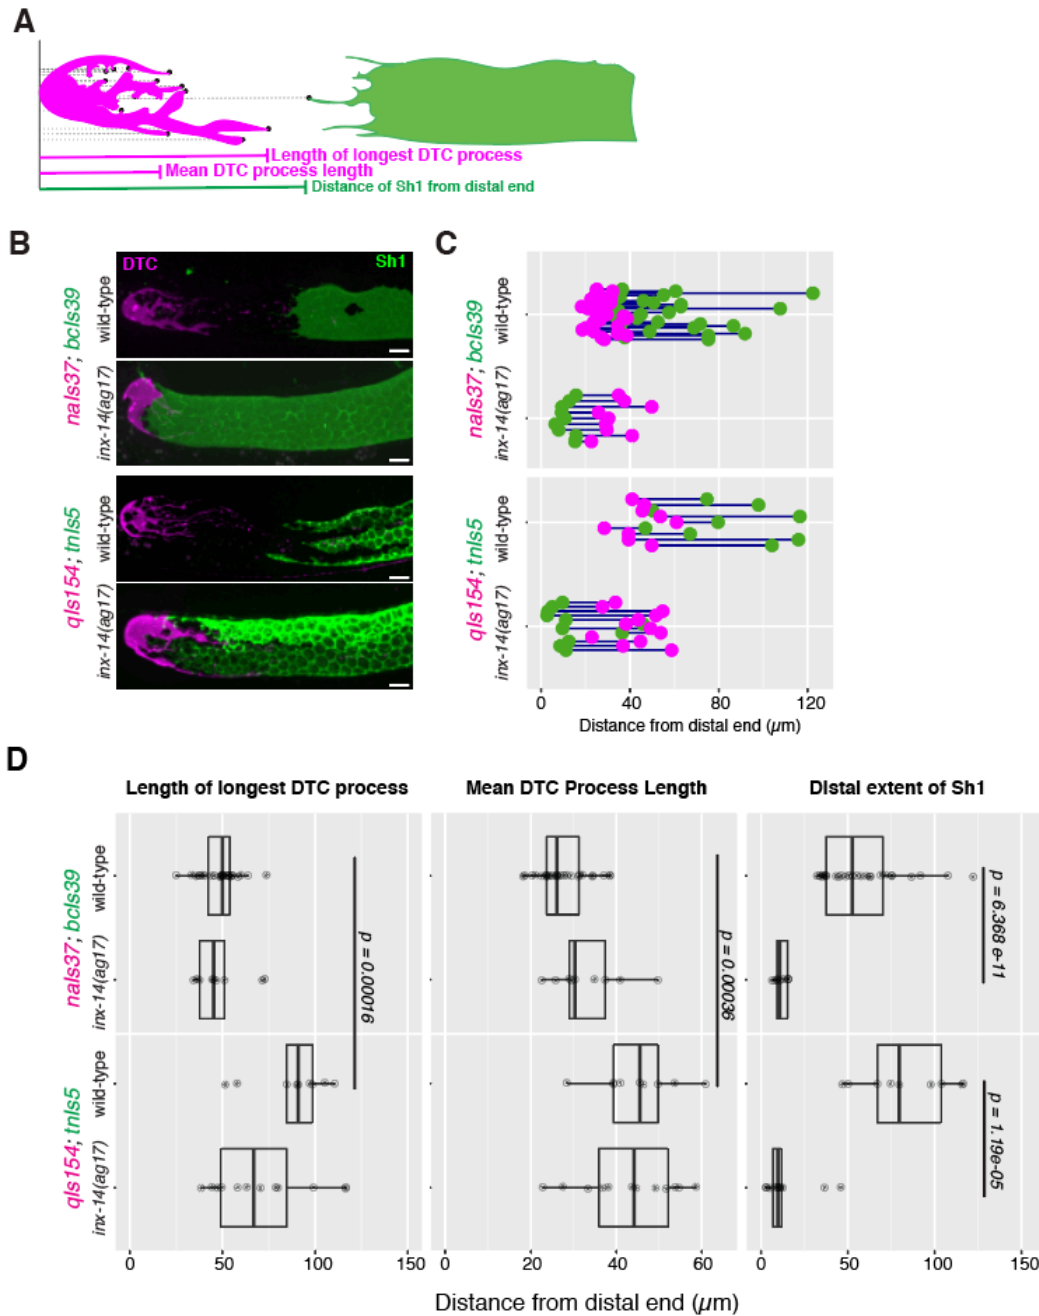 A
Length of longest DTC process
Mean DTC process length
Distance of Sh1 from distal end
B
C
DTC
Sh1
naIs37; bcIs39
wild-type
inx-14(ag17)
qIs154; tnIs5
wild-type
inx-14(ag17)
naIs37; bcIs39
wild-type
inx-14(ag17)
qIs154; tnIs5
wild-type
inx-14(ag17)
0 40 80 120
Distance from distal end (µm)
D
Length of longest DTC process
Mean DTC Process Length
Distal extent of Sh1
naIs37; bcIs39
wild-type
inx-14(ag17)
qIs154; tnIs5
wild-type
inx-14(ag17)
p = 0.00016
p = 0.00036
p = 6.368 e-11
p = 1.19e-05
0 50 100 150
0 20 40 60
0 50 100 150
Distance from distal end (µm)